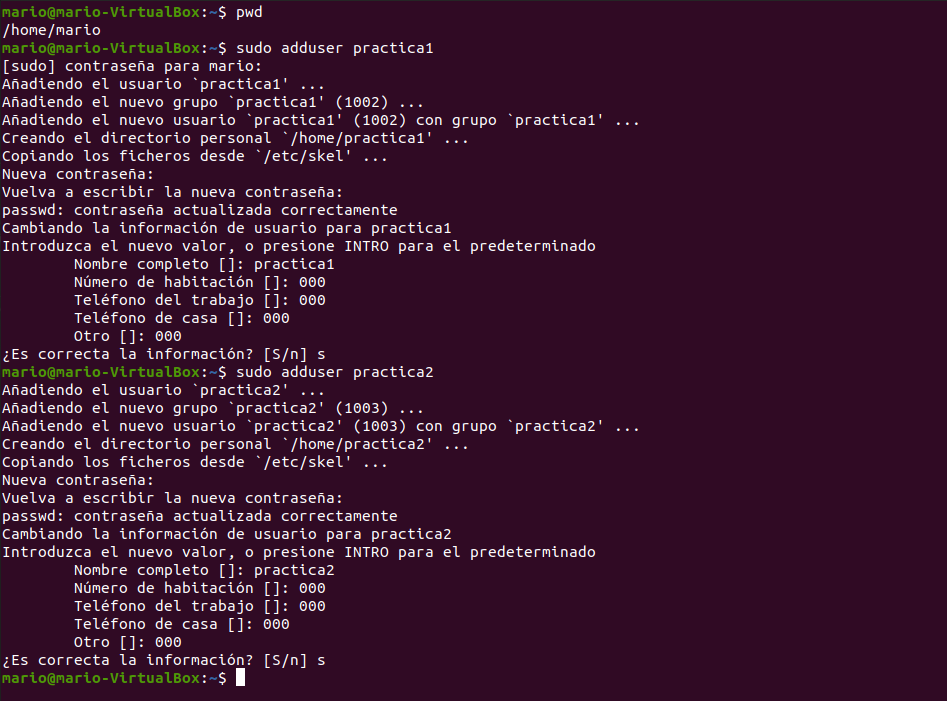 mario@mario-VirtualBox:~$ pwd
/home/mario
mario@mario-VirtualBox:~$ sudo adduser practica1
[sudo] contraseña para mario:
Añadiendo el usuario `practica1' ...
Añadiendo el nuevo grupo `practica1' (1002) ...
Añadiendo el nuevo usuario `practica1' (1002) con grupo `practica1' ...
Creando el directorio personal `/home/practica1' ...
Copiando los ficheros desde `/etc/skel' ...
Nueva contraseña:
Vuelva a escribir la nueva contraseña:
passwd: contraseña actualizada correctamente
Cambiando la información de usuario para practica1
Introduzca el nuevo valor, o presione INTRO para el predeterminado
        Nombre completo []: practica1
        Número de habitación []: 000
        Teléfono del trabajo []: 000
        Teléfono de casa []: 000
        Otro []: 000
¿Es correcta la información? [S/n] s
mario@mario-VirtualBox:~$ sudo adduser practica2
Añadiendo el usuario `practica2' ...
Añadiendo el nuevo grupo `practica2' (1003) ...
Añadiendo el nuevo usuario `practica2' (1003) con grupo `practica2' ...
Creando el directorio personal `/home/practica2' ...
Copiando los ficheros desde `/etc/skel' ...
Nueva contraseña:
Vuelva a escribir la nueva contraseña:
passwd: contraseña actualizada correctamente
Cambiando la información de usuario para practica2
Introduzca el nuevo valor, o presione INTRO para el predeterminado
        Nombre completo []: practica2
        Número de habitación []: 000
        Teléfono del trabajo []: 000
        Teléfono de casa []: 000
        Otro []: 000
¿Es correcta la información? [S/n] s
mario@mario-VirtualBox:~$